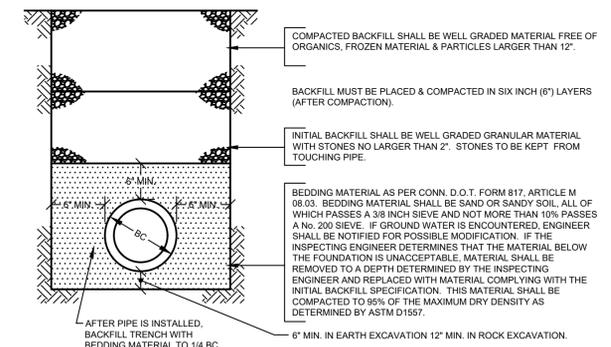 COMPACTED BACKFILL SHALL BE WELL GRADED MATERIAL FREE OF
ORGANICS, FROZEN MATERIAL & PARTICLES LARGER THAN 12".
BACKFILL MUST BE PLACED & COMPACTED IN SIX INCH (6") LAYERS
(AFTER COMPACTION).
INITIAL BACKFILL SHALL BE WELL GRADED GRANULAR MATERIAL
WITH STONES NO LARGER THAN 2". STONES TO BE KEPT FROM
TOUCHING PIPE.
6" MIN.
6" MIN.
6" MIN.
BC
BEDDING MATERIAL AS PER CONN. D.O.T. FORM 817, ARTICLE M
08.03. BEDDING MATERIAL SHALL BE SAND OR SANDY SOIL, ALL OF
WHICH PASSES A 3/8 INCH SIEVE AND NOT MORE THAN 10% PASSES
A No. 200 SIEVE. IF GROUND WATER IS ENCOUNTERED, ENGINEER
SHALL BE NOTIFIED FOR POSSIBLE MODIFICATION. IF THE
INSPECTING ENGINEER DETERMINES THAT THE MATERIAL BELOW
THE FOUNDATION IS UNACCEPTABLE, MATERIAL SHALL BE
REMOVED TO A DEPTH DETERMINED BY THE INSPECTING
ENGINEER AND REPLACED WITH MATERIAL COMPLYING WITH THE
INITIAL BACKFILL SPECIFICATION. THIS MATERIAL SHALL BE
COMPACTED TO 95% OF THE MAXIMUM DRY DENSITY AS
DETERMINED BY ASTM D1557.
AFTER PIPE IS INSTALLED,
BACKFILL TRENCH WITH
BEDDING MATERIAL TO 1/4 BC
6" MIN. IN EARTH EXCAVATION 12" MIN. IN ROCK EXCAVATION.